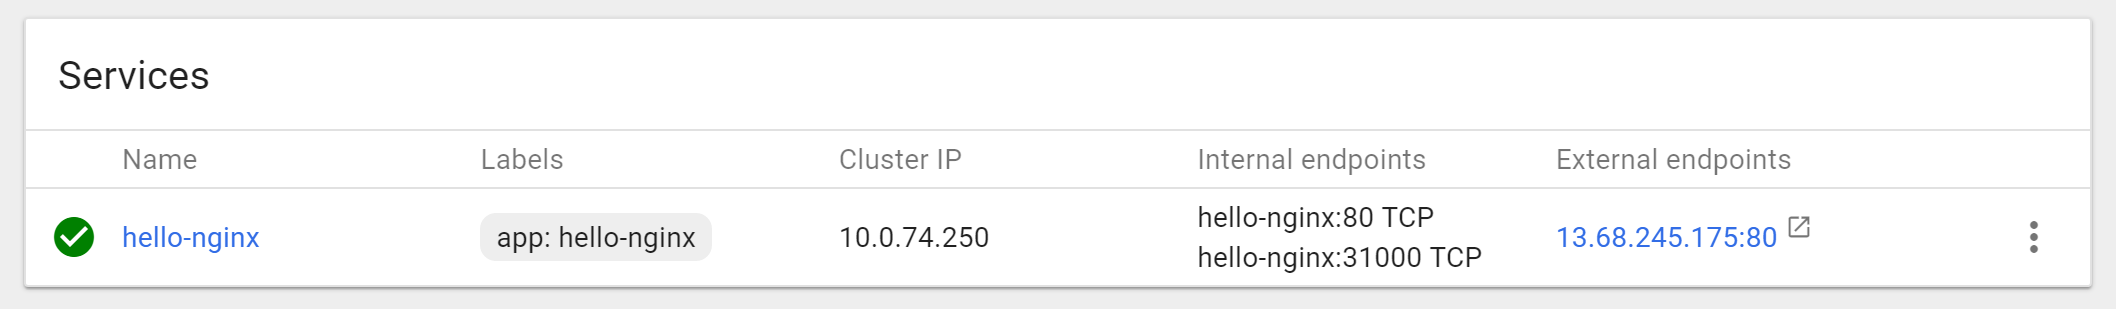 Services
Name Labels Cluster IP Internal endpoints External endpoints
hello-nginx app: hello-nginx 10.0.74.250 hello-nginx:80 TCP 13.68.245.175:80
hello-nginx:31000 TCP